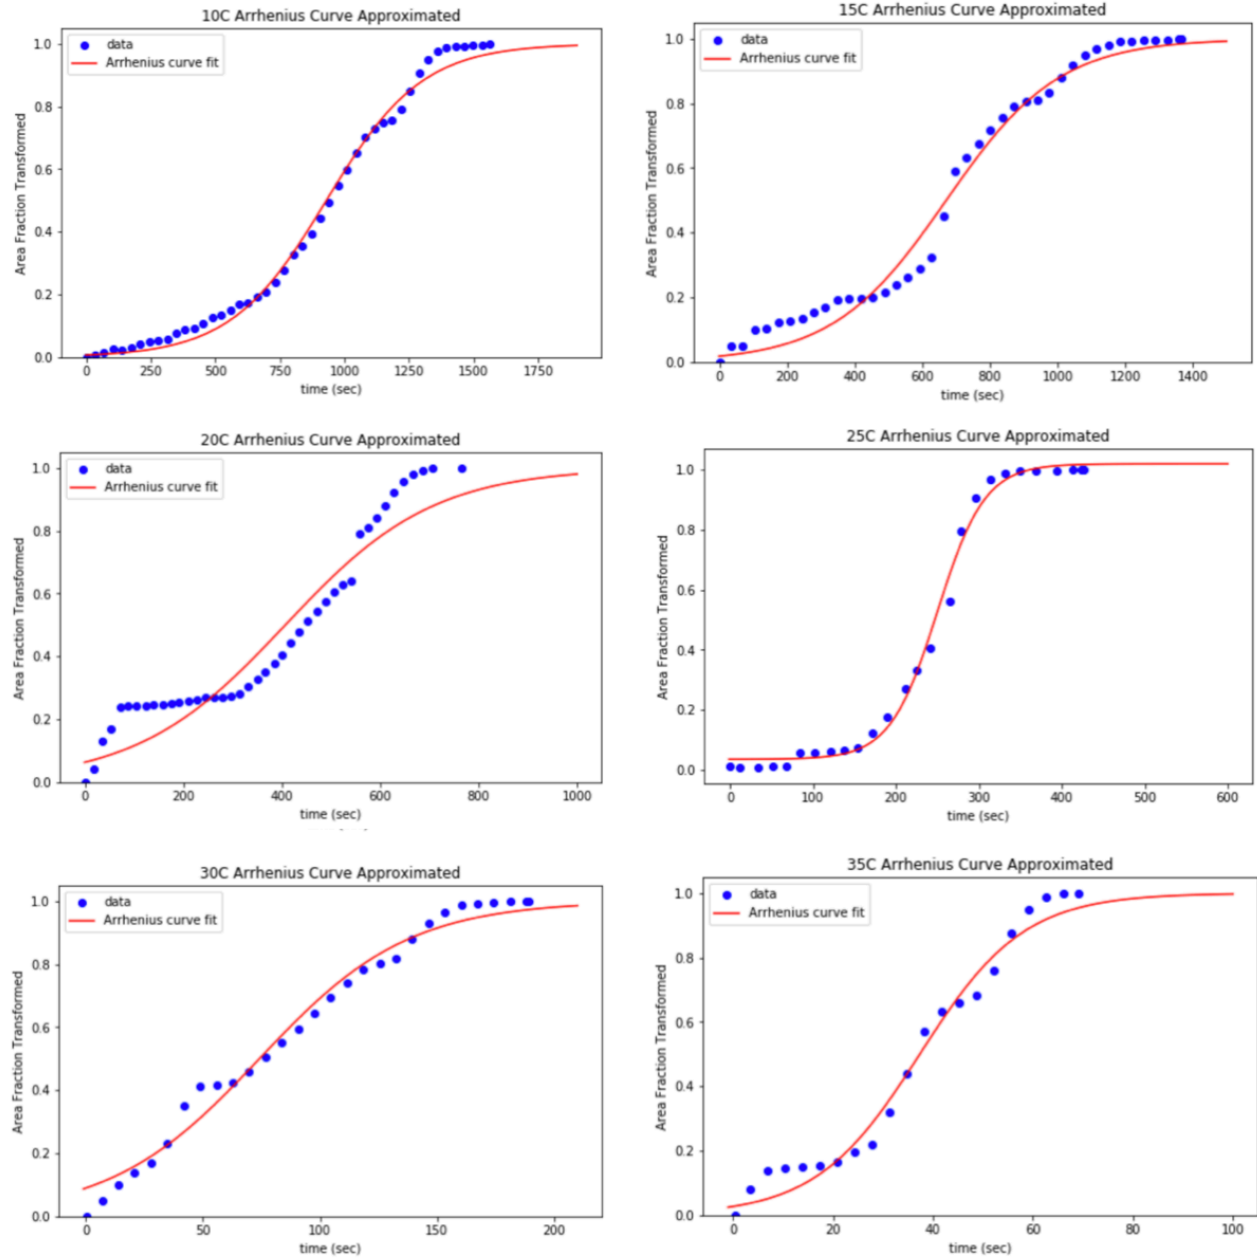 10C Arrhenius Curve Approximated
data
Arrhenius curve fit
Area Fraction Transformed
1.0
0.8
0.6
0.4
0.2
0.0
0 250 500 750 1000 1250 1500 1750
time (sec)
15C Arrhenius Curve Approximated
data
Arrhenius curve fit
Area Fraction Transformed
1.0
0.8
0.6
0.4
0.2
0.0
0 200 400 600 800 1000 1200 1400
time (sec)
20C Arrhenius Curve Approximated
data
Arrhenius curve fit
Area Fraction Transformed
1.0
0.8
0.6
0.4
0.2
0.0
0 200 400 600 800 1000
time (sec)
25C Arrhenius Curve Approximated
data
Arrhenius curve fit
Area Fraction Transformed
1.0
0.8
0.6
0.4
0.2
0.0
0 100 200 300 400 500 600
time (sec)
30C Arrhenius Curve Approximated
data
Arrhenius curve fit
Area Fraction Transformed
1.0
0.8
0.6
0.4
0.2
0.0
0 50 100 150 200
time (sec)
35C Arrhenius Curve Approximated
data
Arrhenius curve fit
Area Fraction Transformed
1.0
0.8
0.6
0.4
0.2
0.0
0 20 40 60 80 100
time (sec)